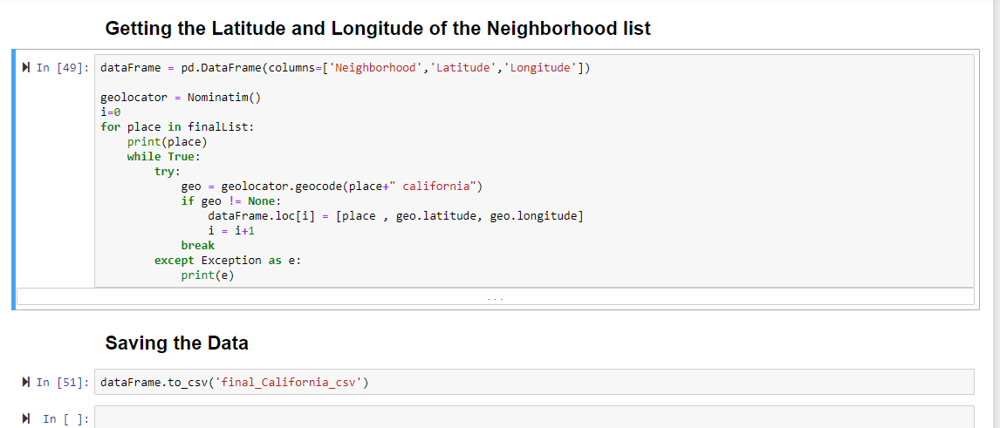 Getting the Latitude and Longitude of the Neighborhood list
In [49]: dataFrame = pd.DataFrame(columns=['Neighborhood','Latitude','Longitude'])
geolocator = Nominatim()
i=0
for place in finalList:
    print(place)
    while True:
        try:
            geo = geolocator.geocode(place+" california")
            if geo != None:
                dataFrame.loc[i] = [place , geo.latitude, geo.longitude]
                i = i+1
            break
        except Exception as e:
            print(e)
...
Saving the Data
In [51]: dataFrame.to_csv('final_California_csv')
In [ ]: